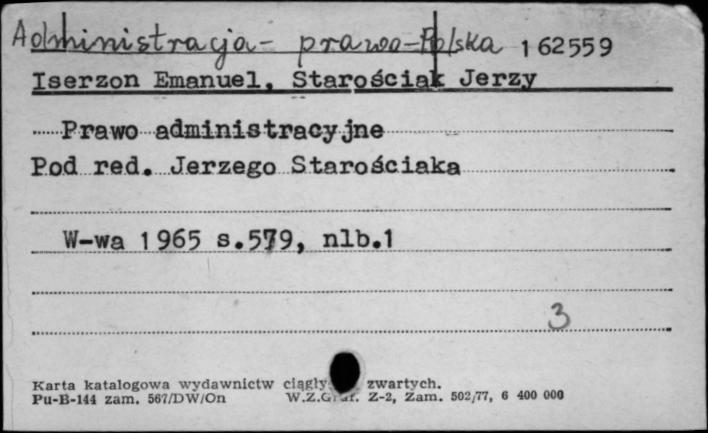 Administracja - prawo - Polska 162559
Iserzon Emanuel, Starościak Jerzy
Prawo administracyjne
Pod red. Jerzego Starościaka
W-wa 1965 s.579, nlb.1
3
Karta katalogowa wydawnictw zwartych.
Pu-B-144 zam. 567/DW/On W.Z.Graf. Z-2, Zam. 502/77, 6 400 000